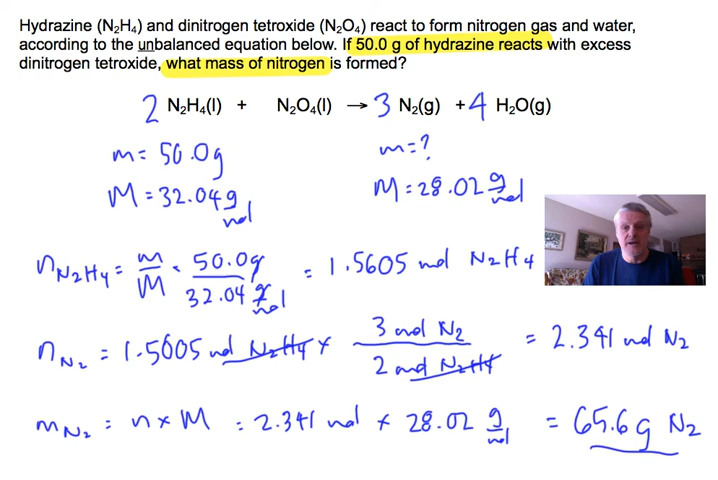 Hydrazine (N₂H₄) and dinitrogen tetroxide (N₂O₄) react to form nitrogen gas and water,
according to the unbalanced equation below. If 50.0 g of hydrazine reacts with excess
dinitrogen tetroxide, what mass of nitrogen is formed?
2 N₂H₄(l) + N₂O₄(l) → 3 N₂(g) + 4 H₂O(g)
m = 50.0g m = ?
M = 32.04 g/mol M = 28.02 g/mol
n N₂H₄ = m/M = 50.0g / 32.04 g/mol = 1.5605 mol N₂H₄
n N₂ = 1.5605 mol N₂H₄ × 3 mol N₂ / 2 mol N₂H₄ = 2.341 mol N₂
m N₂ = n × M = 2.341 mol × 28.02 g/mol = 65.6 g N₂